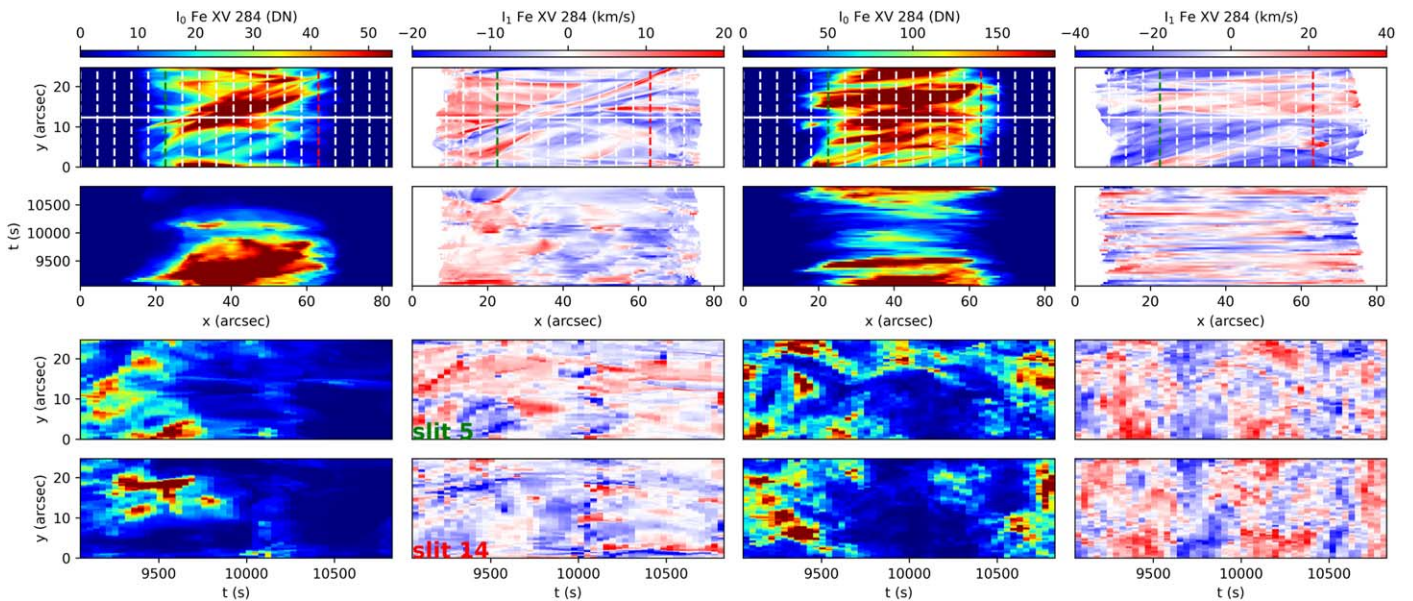 I₀ Fe XV 284 (DN) I₁ Fe XV 284 (km/s) I₀ Fe XV 284 (DN) I₁ Fe XV 284 (km/s)
0 10 20 30 40 50 −20 −10 0 10 20 0 50 100 150 −40 −20 0 20 40
y (arcsec)
20
10
0
t (s)
10500
10000
9500
0 20 40 60 80 0 20 40 60 80 0 20 40 60 80 0 20 40 60 80
x (arcsec) x (arcsec)
y (arcsec)
20
10
0
slit 5
y (arcsec)
20
10
0
slit 14
9500 10000 10500 9500 10000 10500 9500 10000 10500 9500 10000 10500
t (s) t (s) t (s) t (s)